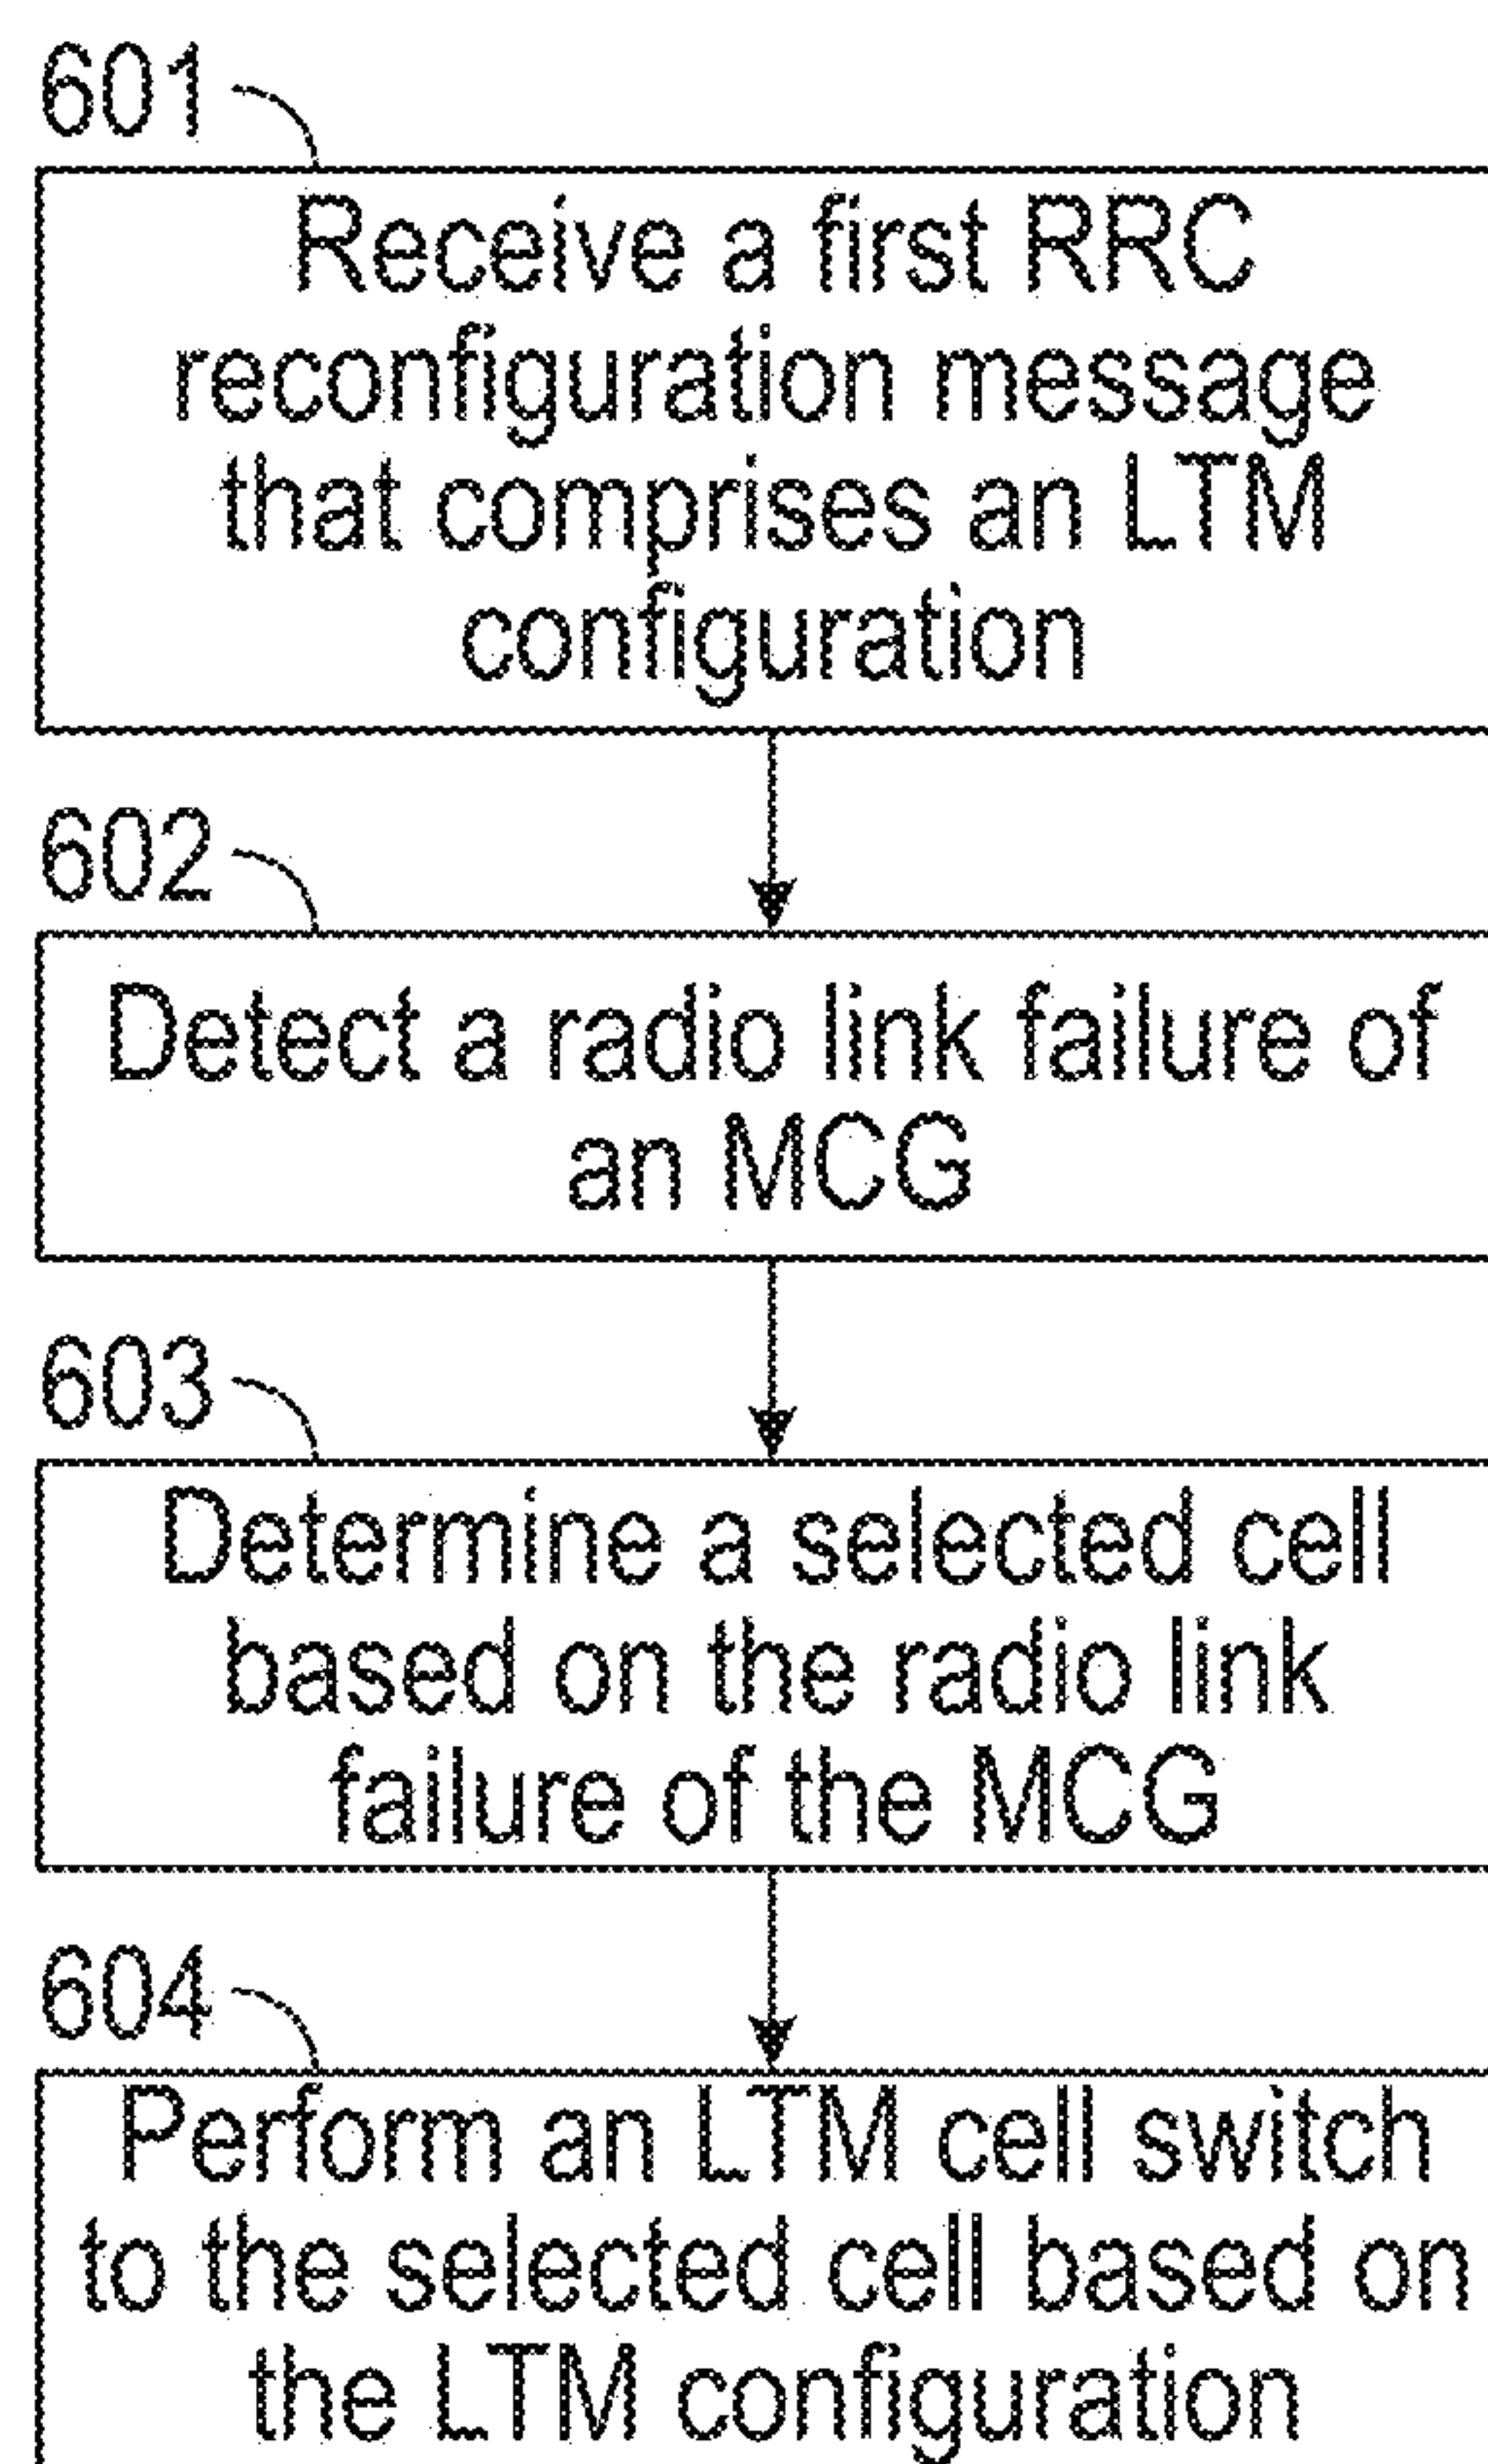 601
Receive a first RRC
reconfiguration message
that comprises an LTM
configuration
602
Detect a radio link failure of
an MCG
603
Determine a selected cell
based on the radio link
failure of the MCG
604
Perform an LTM cell switch
to the selected cell based on
the LTM configuration